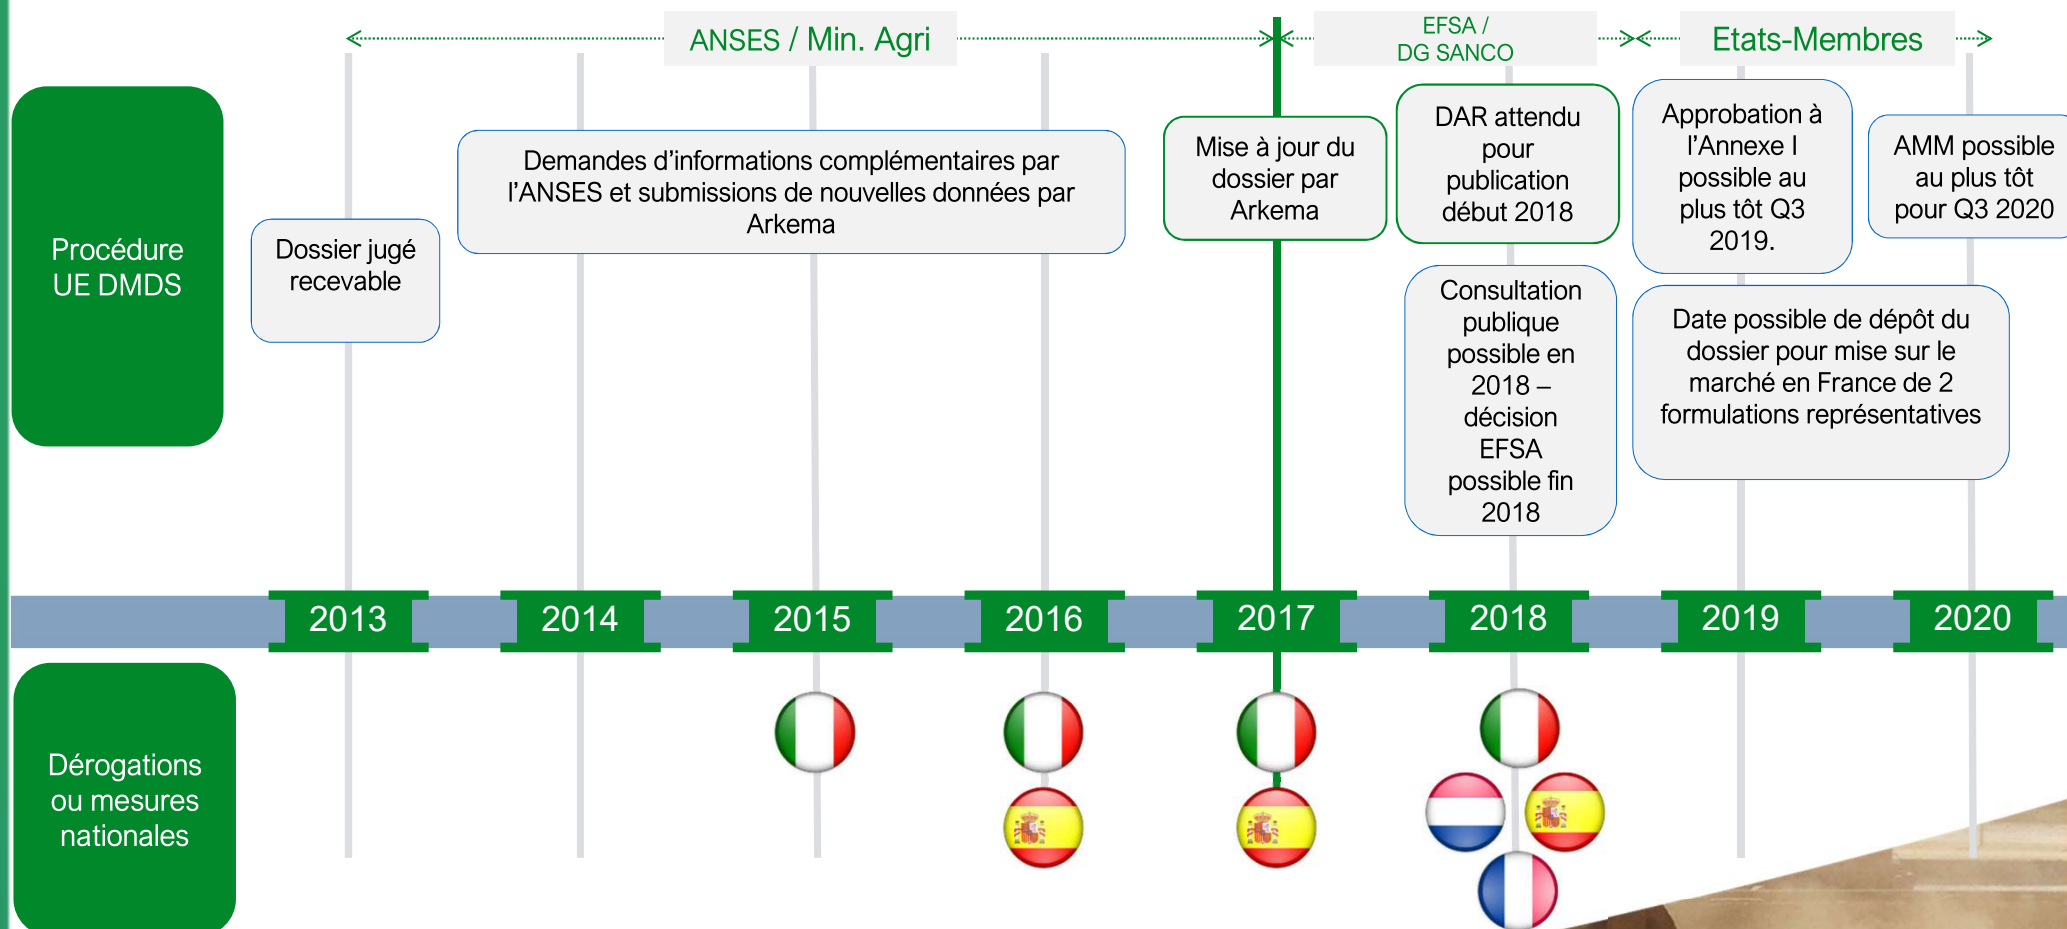 ANSES / Min. Agri
EFSA /
DG SANCO
Etats-Membres
Procédure
UE DMDS
Dossier jugé
recevable
Demandes d'informations complémentaires par
l'ANSES et submissions de nouvelles données par
Arkema
Mise à jour du
dossier par
Arkema
DAR attendu
pour
publication
début 2018
Consultation
publique
possible en
2018 –
décision
EFSA
possible fin
2018
Approbation à
l'Annexe I
possible au
plus tôt Q3
2019.
AMM possible
au plus tôt
pour Q3 2020
Date possible de dépôt du
dossier pour mise sur le
marché en France de 2
formulations représentatives
2013
2014
2015
2016
2017
2018
2019
2020
Dérogations
ou mesures
nationales